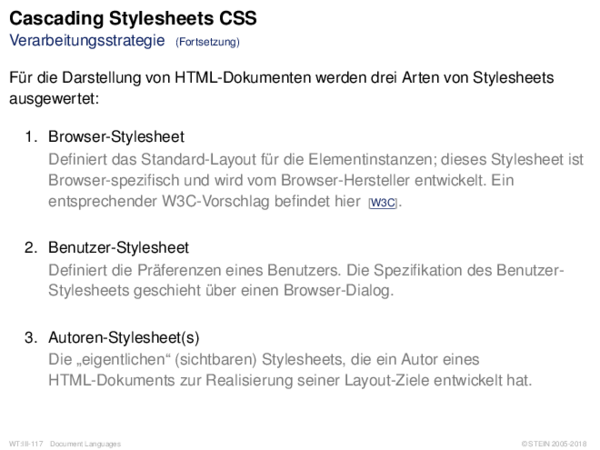 Cascading Stylesheets CSS
Verarbeitungsstrategie (Fortsetzung)
Für die Darstellung von HTML-Dokumenten werden drei Arten von Stylesheets
ausgewertet:
1. Browser-Stylesheet
Definiert das Standard-Layout für die Elementinstanzen; dieses Stylesheet ist
Browser-spezifisch und wird vom Browser-Hersteller entwickelt. Ein
entsprechender W3C-Vorschlag befindet hier [W3C].
2. Benutzer-Stylesheet
Definiert die Präferenzen eines Benutzers. Die Spezifikation des Benutzer-
Stylesheets geschieht über einen Browser-Dialog.
3. Autoren-Stylesheet(s)
Die „eigentlichen“ (sichtbaren) Stylesheets, die ein Autor eines
HTML-Dokuments zur Realisierung seiner Layout-Ziele entwickelt hat.
WT:III-117 Document Languages
© STEIN 2005-2018